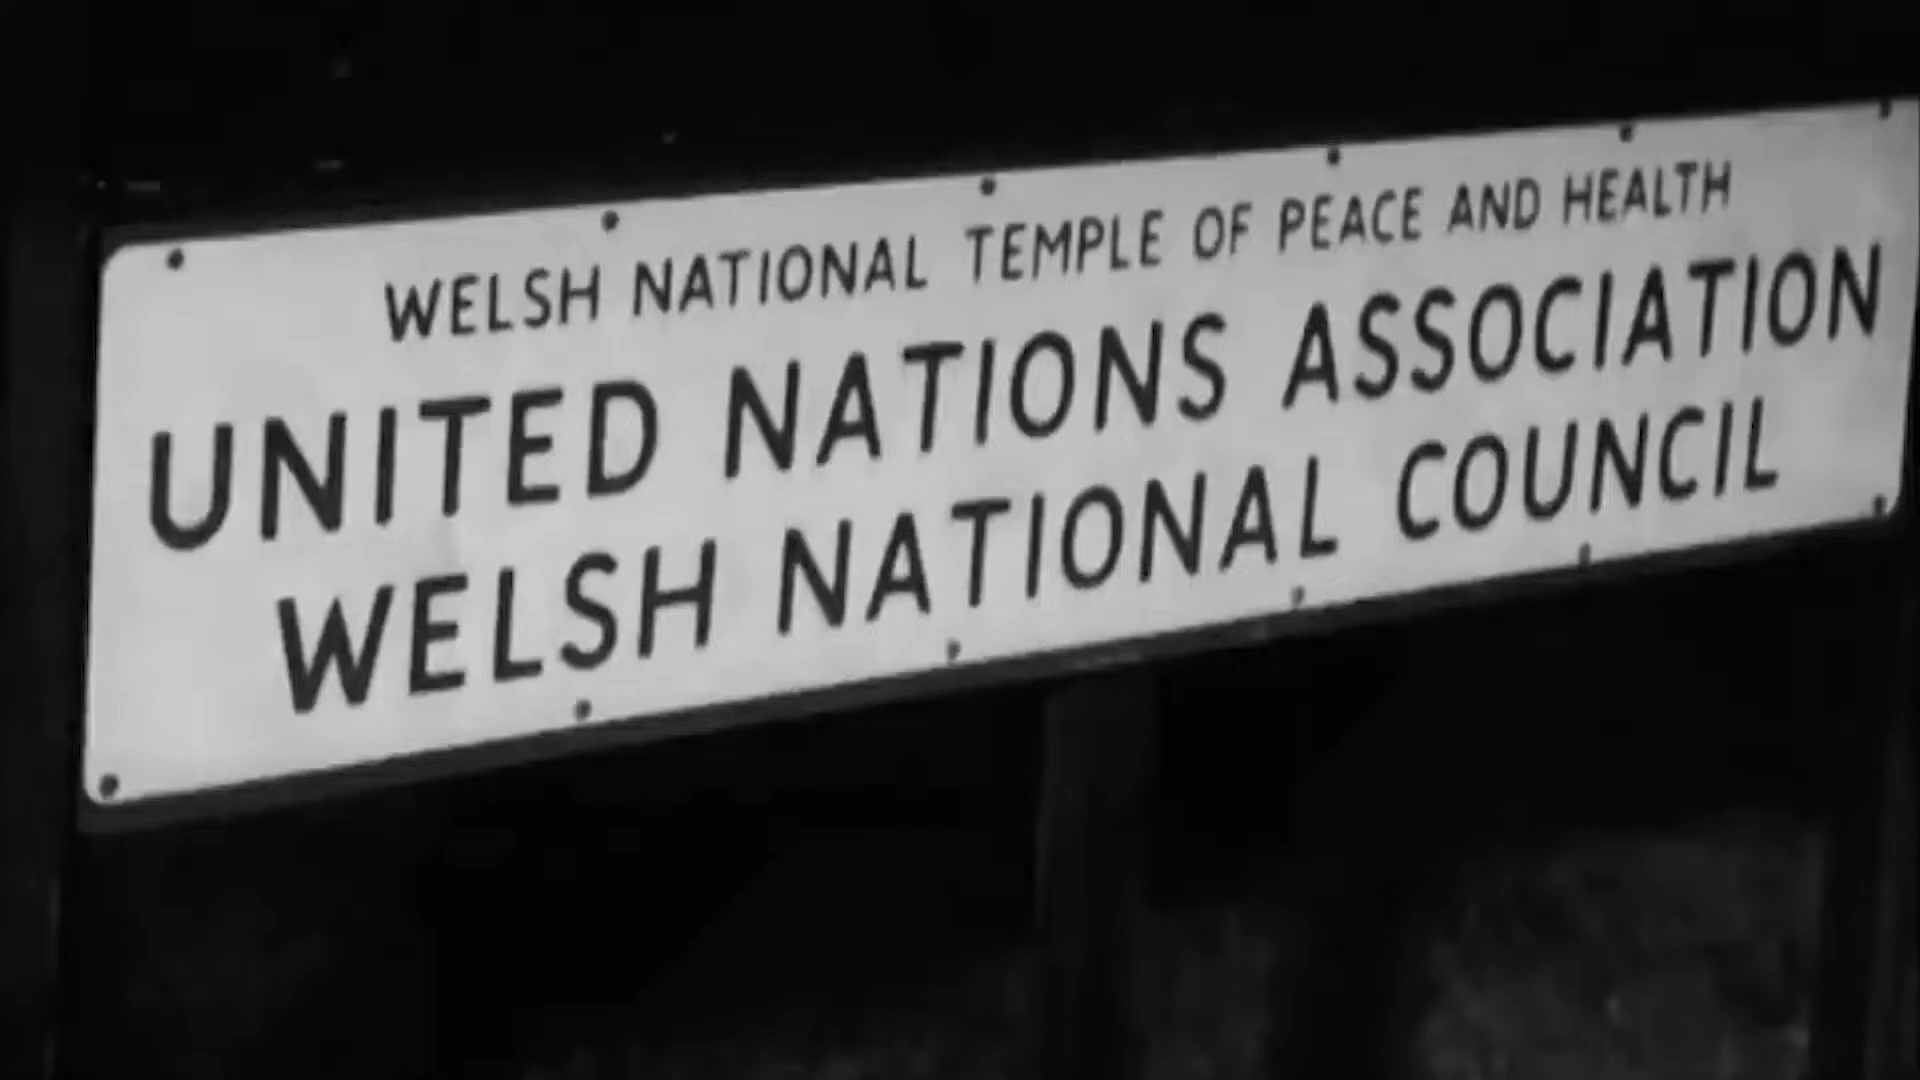 WELSH NATIONAL TEMPLE OF PEACE AND HEALTH
UNITED NATIONS ASSOCIATION
WELSH NATIONAL COUNCIL